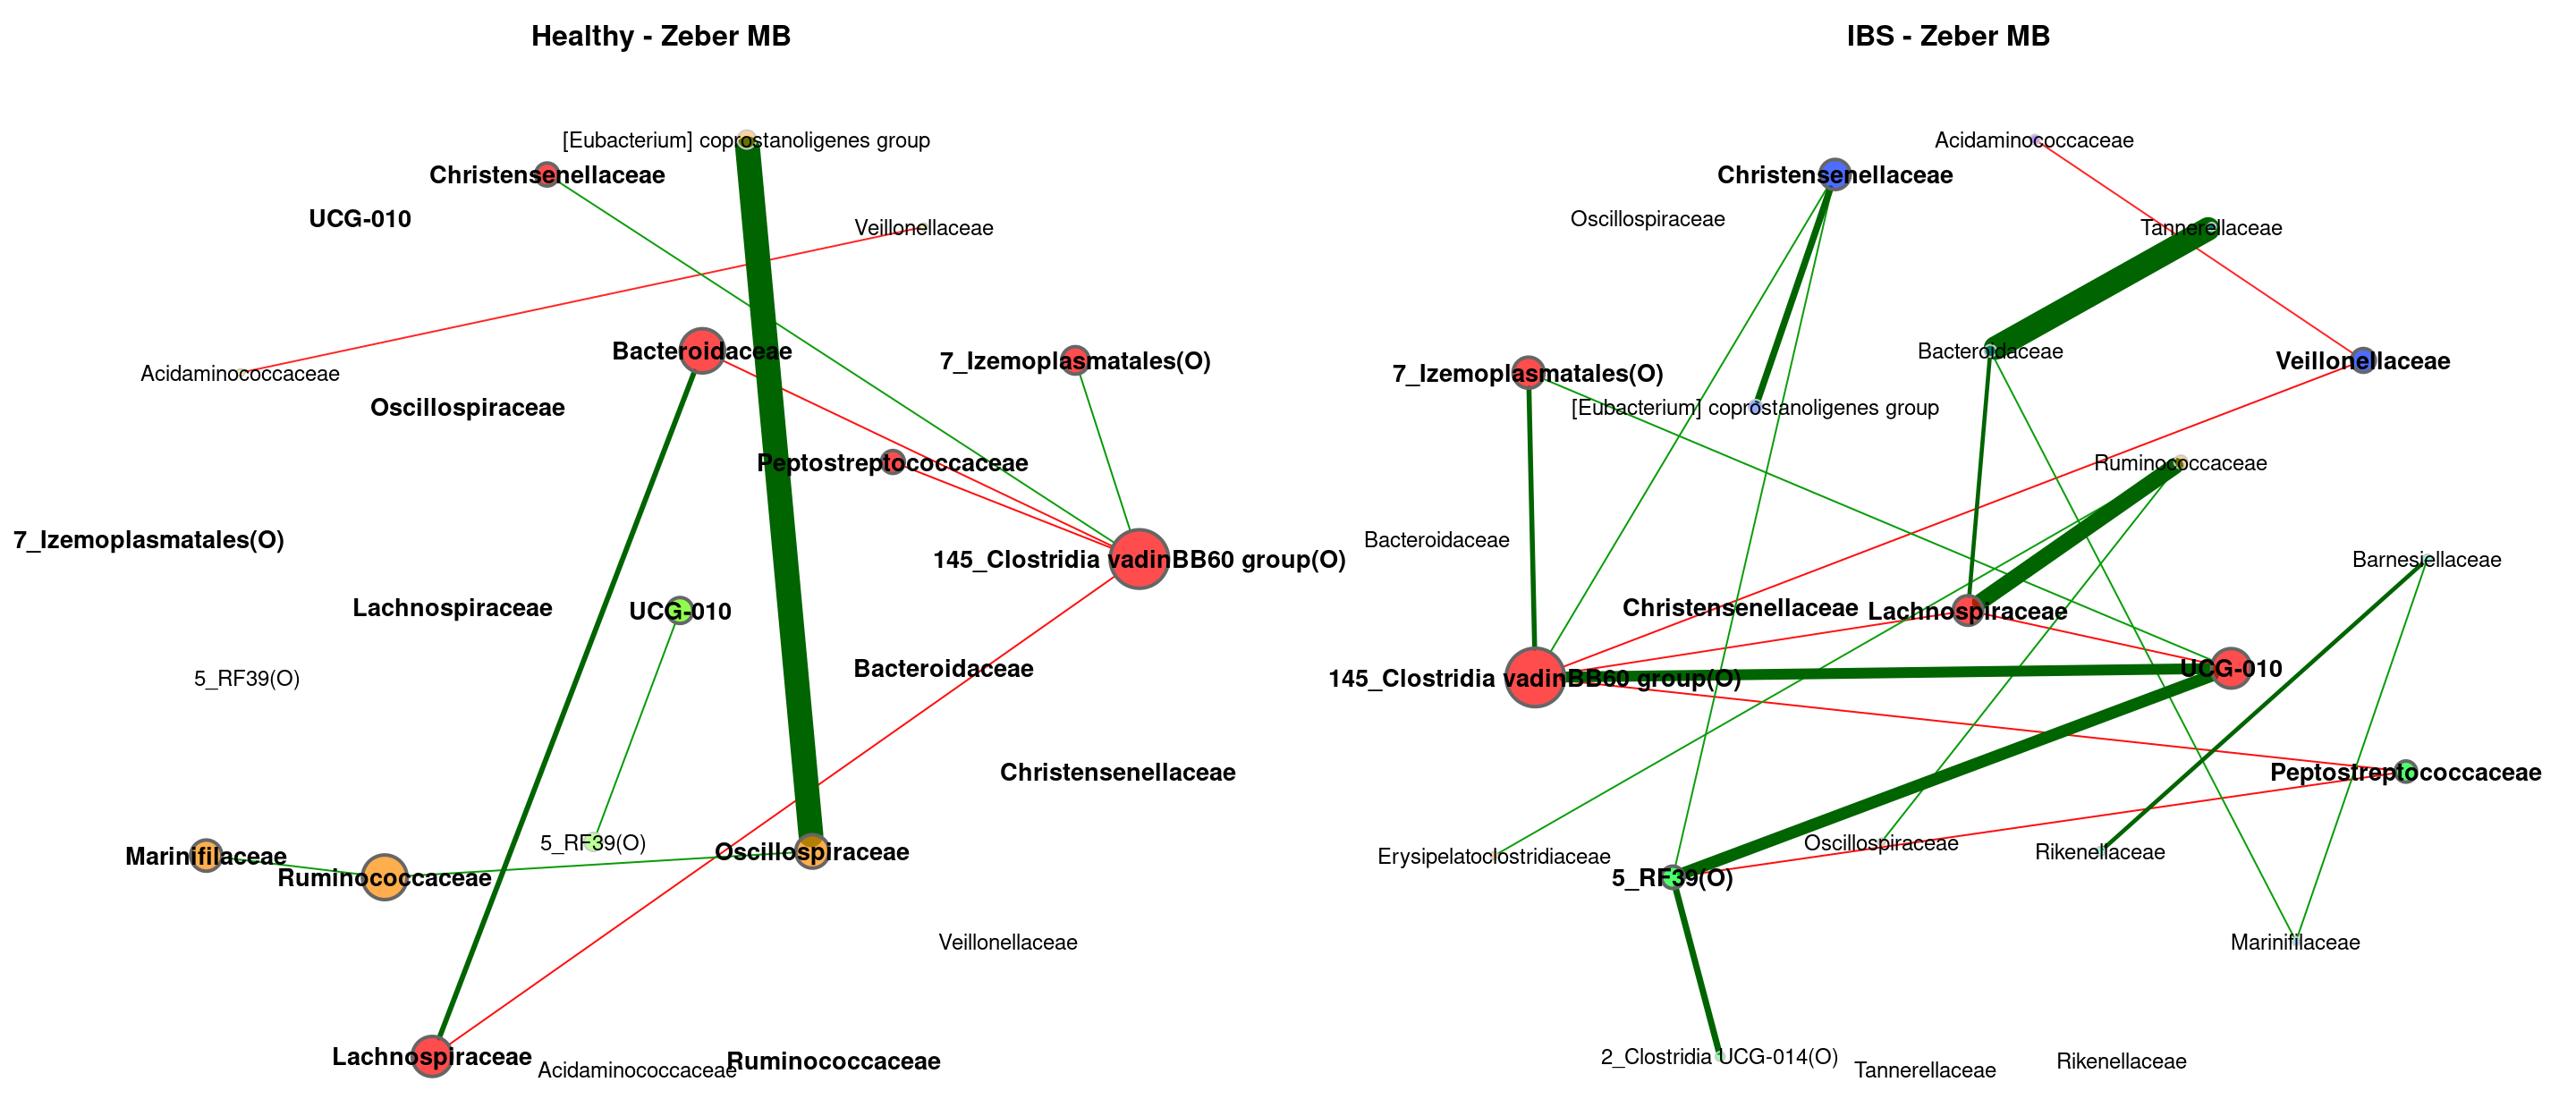 Healthy - Zeber MB
[Eubacterium] coprostanoligenes group
Christensenellaceae
UCG-010
Veillonellaceae
Bacteroidaceae
7_Izemoplasmatales(O)
Acidaminococcaceae
Oscillospiraceae
Peptostreptococcaceae
7_Izemoplasmatales(O)
145_Clostridia vadinBB60 group(O)
Lachnospiraceae
UCG-010
Bacteroidaceae
5_RF39(O)
Christensenellaceae
5_RF39(O)
Oscillospiraceae
Marinifilaceae
Ruminococcaceae
Veillonellaceae
Lachnospiraceae
Acidaminococcaceae
Ruminococcaceae
IBS - Zeber MB
Acidaminococcaceae
Christensenellaceae
Oscillospiraceae
Tannerellaceae
Bacteroidaceae
Veillonellaceae
7_Izemoplasmatales(O)
[Eubacterium] coprostanoligenes group
Ruminococcaceae
Bacteroidaceae
Barnesiellaceae
Christensenellaceae
Lachnospiraceae
UCG-010
145_Clostridia vadinBB60 group(O)
Peptostreptococcaceae
Oscillospiraceae
Rikenellaceae
Erysipelatoclostridiaceae
5_RF39(O)
Marinifilaceae
2_Clostridia UCG-014(O)
Tannerellaceae
Rikenellaceae